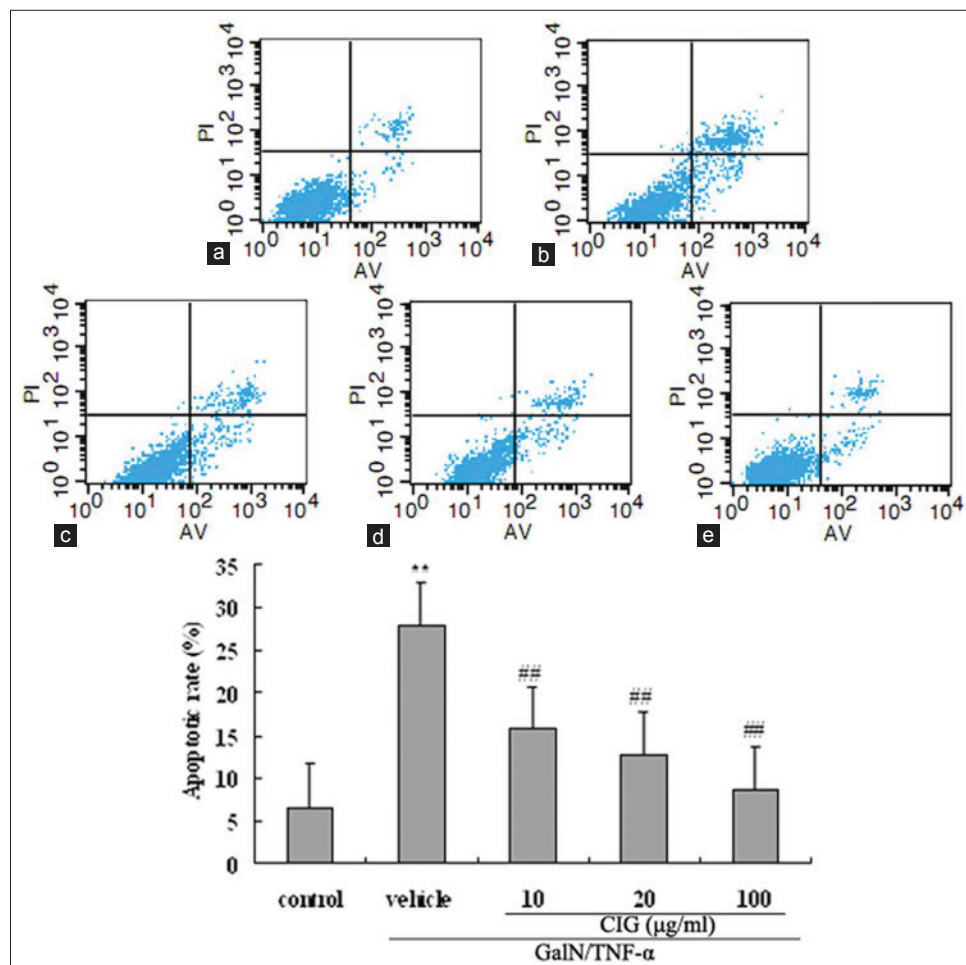 10⁴ 10⁴
10³ 10³
PI 10² PI 10²
10¹ 10¹
10⁰ 10⁰
10⁰ 10¹ 10² 10³ 10⁴ 10⁰ 10¹ 10² 10³ 10⁴
a AV b AV
10⁴ 10⁴ 10⁴
10³ 10³ 10³
PI 10² PI 10² PI 10²
10¹ 10¹ 10¹
10⁰ 10⁰ 10⁰
10⁰ 10¹ 10² 10³ 10⁴ 10⁰ 10¹ 10² 10³ 10⁴ 10⁰ 10¹ 10² 10³ 10⁴
c AV d AV e AV
Apoptotic rate (%)
35
30
25
20
15
10
5
0
**
##
##
##
control vehicle 10 20 100
CIG (μg/ml)
GalN/TNF-α